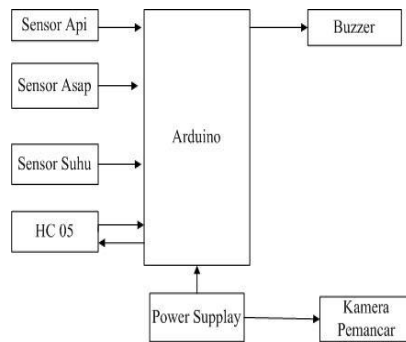 Sensor Api
Buzzer
Sensor Asap
Arduino
Sensor Suhu
HC 05
Power Supplay
Kamera
Pemancar